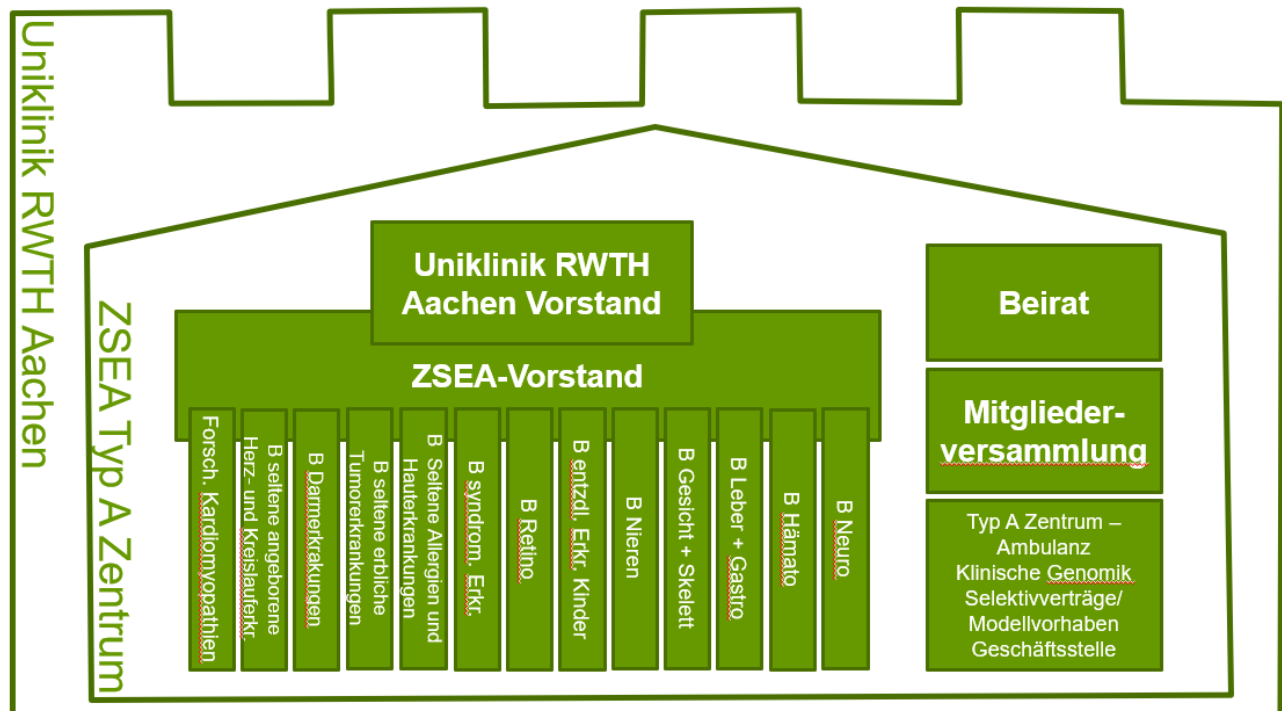 Uniklinik RWTH Aachen
ZSEA Typ A Zentrum
Uniklinik RWTH
Aachen Vorstand
ZSEA-Vorstand
Forsch. Kardiomyopathien
B seltene angeborene
Herz- und Kreislauferkr.
B Darmerkrakungen
B seltene erbliche
Tumorerkrankungen
B Seltene Allergien und
Hauterkrankungen
B syndrom. Erkr.
B Retino
B entzdl. Erkr. Kinder
B Nieren
B Gesicht + Skelett
B Leber + Gastro
B Hämato
B Neuro
Beirat
Mitglieder-
versammlung
Typ A Zentrum –
Ambulanz
Klinische Genomik
Selektivverträge/
Modellvorhaben
Geschäftsstelle